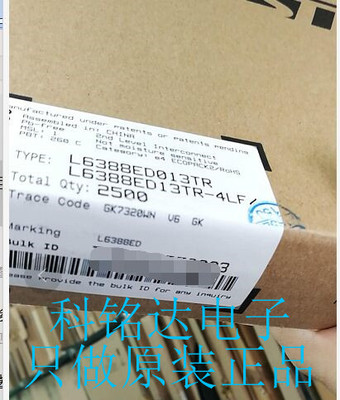 Manufactured under patents or patents pending
Assembled in: CHINA
Pb-free 2nd Level Interconnect
MSL: 1 Not moisture sensitive
PBT: 260 C Category: e4 ECOPACK2/RoHS
TYPE: L6388ED013TR
L6388ED13TR-4LF
Total Qty: 2500
Trace Code GK7320WN V6 GK
Marking L6388ED
Bulk ID
Please provide the bulk ID for any inquiry
科铭达电子
只做原装正品